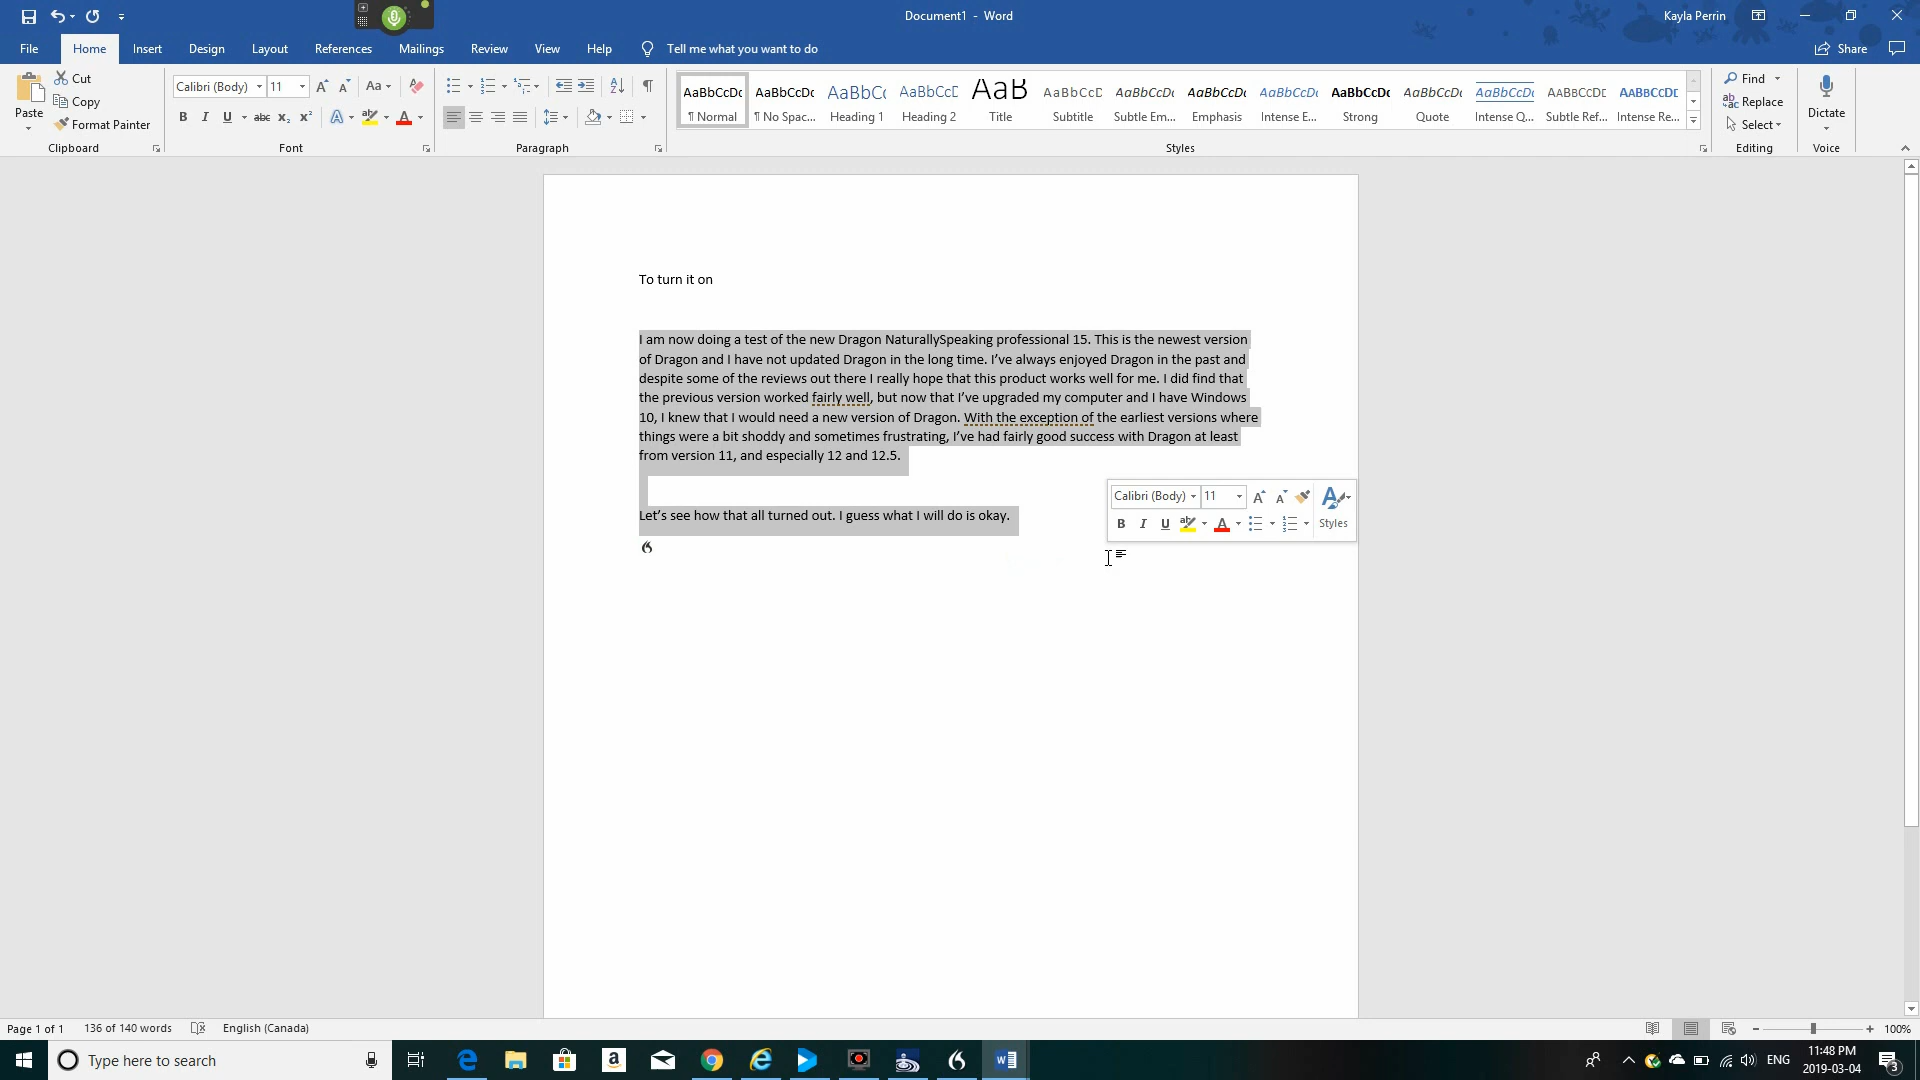 Document1 - Word
Kayla Perrin
File Home Insert Design Layout References Mailings Review View Help Tell me what you want to do Share
Paste
Cut
Copy
Format Painter
Clipboard
Calibri (Body) 11
Font
Paragraph
AaBbCcDc AaBbCcDc AaBbCc AaBbCcD AaB AaBbCcD AaBbCcDc AaBbCcDc AaBbCcDc AaBbCcDc AaBbCcDc AaBbCcDc AABBCCDD AABBCCDE
¶ Normal ¶ No Spac... Heading 1 Heading 2 Title Subtitle Subtle Em... Emphasis Intense E... Strong Quote Intense Q... Subtle Ref... Intense Re...
Styles
Find
Replace
Select
Editing
Dictate
Voice
To turn it on
I am now doing a test of the new Dragon NaturallySpeaking professional 15. This is the newest version
of Dragon and I have not updated Dragon in the long time. I've always enjoyed Dragon in the past and
despite some of the reviews out there I really hope that this product works well for me. I did find that
the previous version worked fairly well, but now that I've upgraded my computer and I have Windows
10, I knew that I would need a new version of Dragon. With the exception of the earliest versions where
things were a bit shoddy and sometimes frustrating, I've had fairly good success with Dragon at least
from version 11, and especially 12 and 12.5.
Let's see how that all turned out. I guess what I will do is okay.
Calibri (Body) 11
B I U Styles
Page 1 of 1 136 of 140 words English (Canada)
100%
Type here to search
ENG
11:48 PM
2019-03-04
3